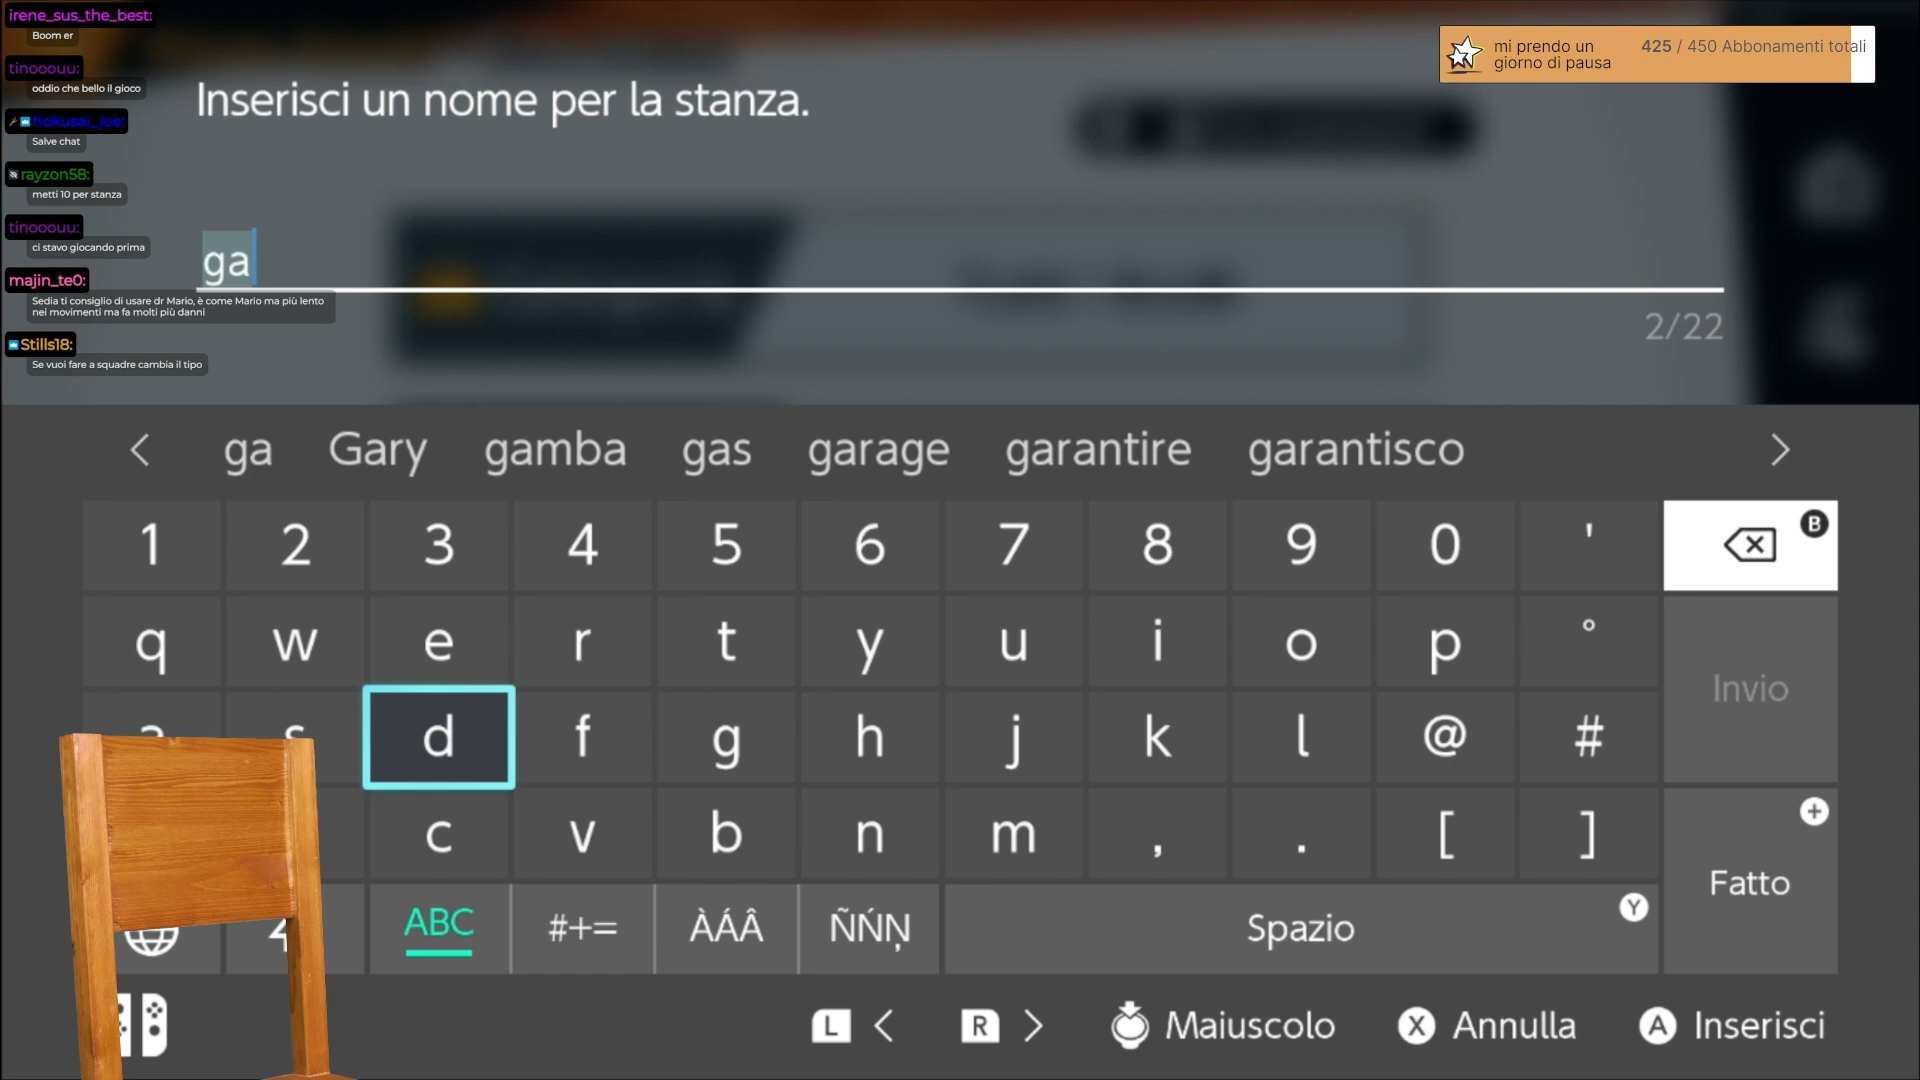 irene_sus_the_best:
Boom er
tinooouu:
oddio che bello il gioco
hokusai_joe:
Salve chat
rayzon58:
metti 10 per stanza
tinooouu:
ci stavo giocando prima
majin_te0:
Sedia ti consiglio di usare dr Mario, è come Mario ma più lento
nei movimenti ma fa molti più danni
Stills18:
Se vuoi fare a squadre cambia il tipo
mi prendo un
giorno di pausa
425 / 450 Abbonamenti totali
Inserisci un nome per la stanza.
ga
2/22
< ga Gary gamba gas garage garantire garantisco >
1 2 3 4 5 6 7 8 9 0 ' B
q w e r t y u i o p °
Invio
d f g h j k l @ #
c v b n m , . [ ]
+
Fatto
ABC #+= ÀÁÂ ÑŃŅ Spazio Y
L < R > Maiuscolo X Annulla A Inserisci